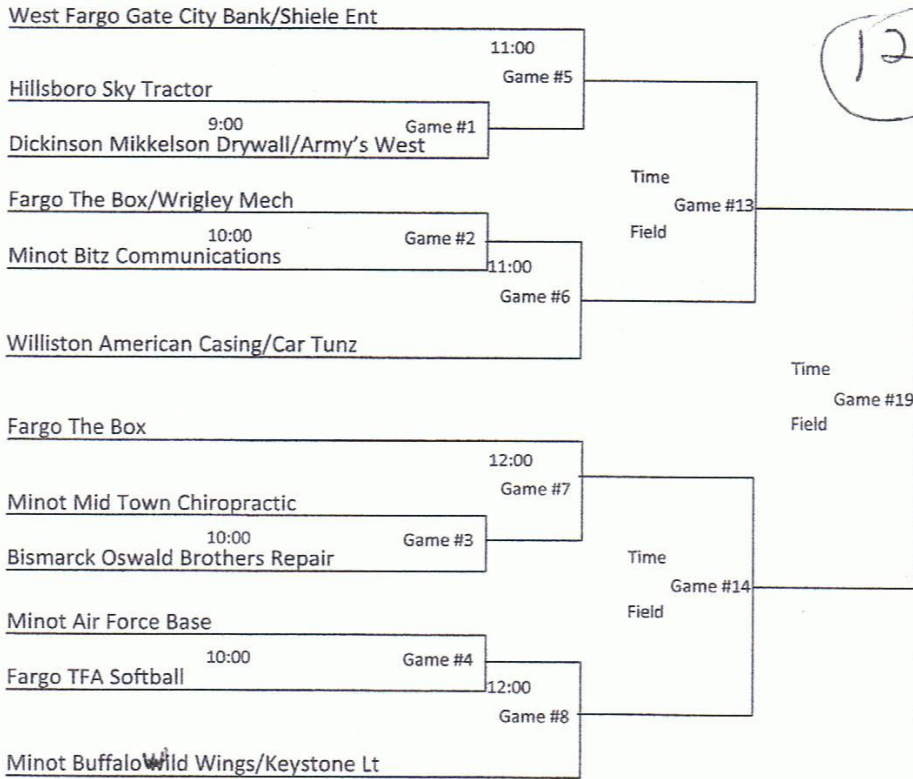 West Fargo Gate City Bank/Shiele Ent
11:00
Game #5
12
Hillsboro Sky Tractor
9:00
Game #1
Dickinson Mikkelson Drywall/Army's West
Time
Game #13
Field
Fargo The Box/Wrigley Mech
10:00
Game #2
Minot Bitz Communications
11:00
Game #6
Williston American Casing/Car Tunz
Time
Game #19
Field
Fargo The Box
12:00
Game #7
Minot Mid Town Chiropractic
10:00
Game #3
Bismarck Oswald Brothers Repair
Time
Game #14
Field
Minot Air Force Base
10:00
Game #4
Fargo TFA Softball
12:00
Game #8
Minot Buffalo Wild Wings/Keystone Lt